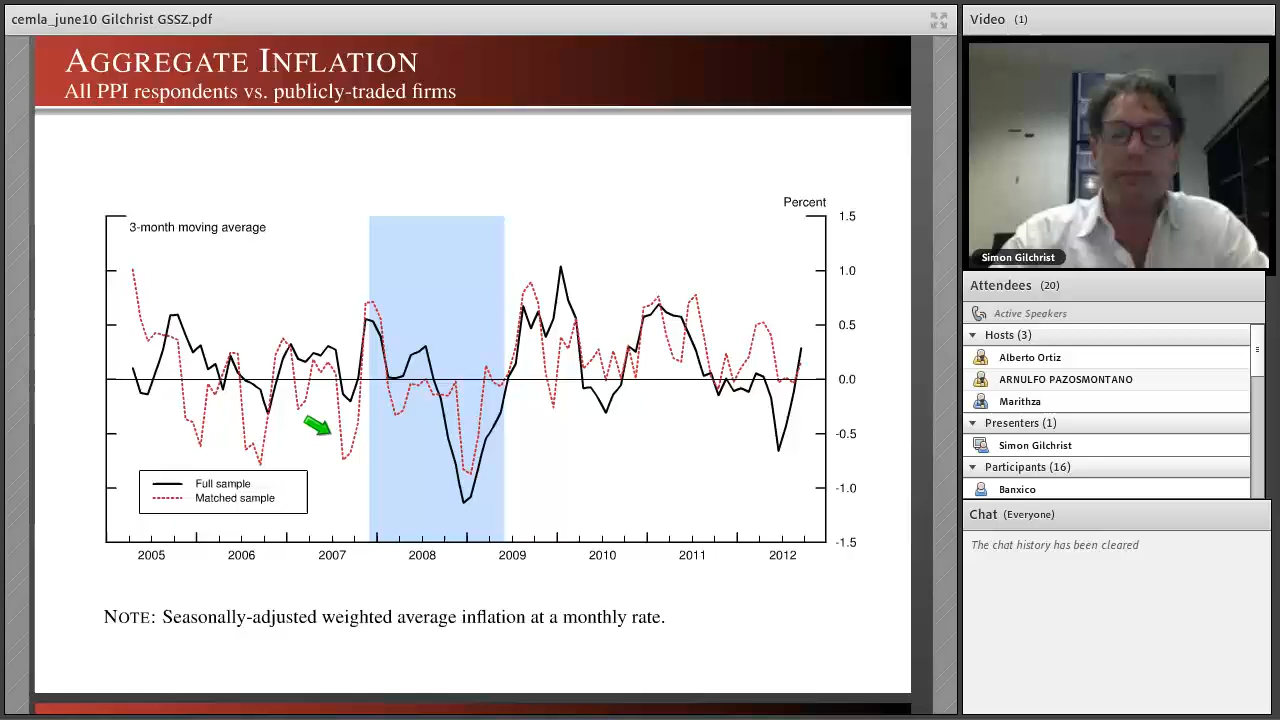 cemla_june10 Gilchrist GSSZ.pdf
AGGREGATE INFLATION
All PPI respondents vs. publicly-traded firms
Percent
3-month moving average
1.5
1.0
0.5
0.0
-0.5
-1.0
-1.5
Full sample
Matched sample
2005 2006 2007 2008 2009 2010 2011 2012
NOTE: Seasonally-adjusted weighted average inflation at a monthly rate.
Video (1)
Simon Gilchrist
Attendees (20)
Active Speakers
Hosts (3)
Alberto Ortiz
ARNULFO PAZOSMONTANO
Marithza
Presenters (1)
Simon Gilchrist
Participants (16)
Banxico
Chat (Everyone)
The chat history has been cleared